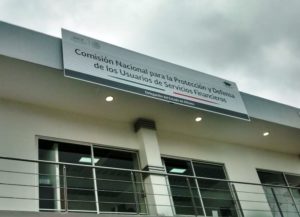 Comisión Nacional para la Protección y Defensa
de los Usuarios de Servicios Financieros